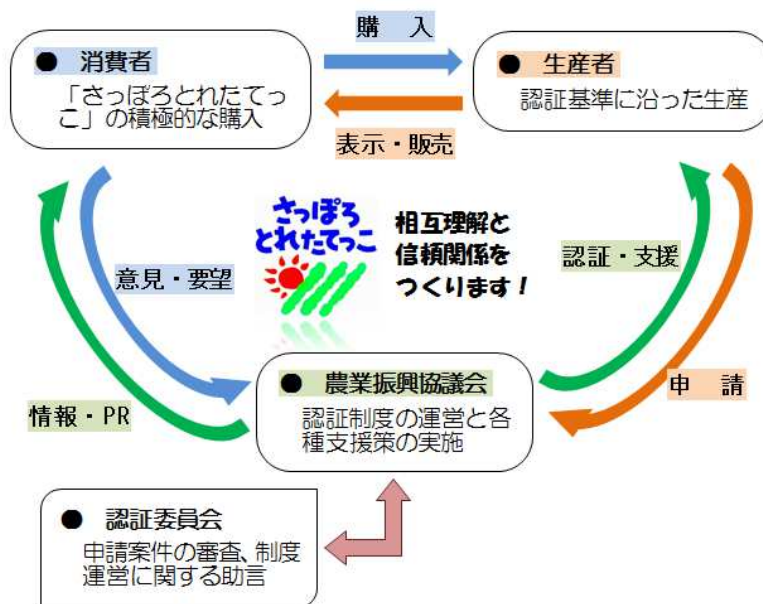 購　入
● 消費者
「さっぽろとれたてっ
こ」の積極的な購入
● 生産者
認証基準に沿った生産
表示・販売
さっぽろ
とれたてっこ
相互理解と
信頼関係を
つくります！
意見・要望
認証・支援
情報・PR
申　請
● 農業振興協議会
認証制度の運営と各
種支援策の実施
● 認証委員会
申請案件の審査、制度
運営に関する助言